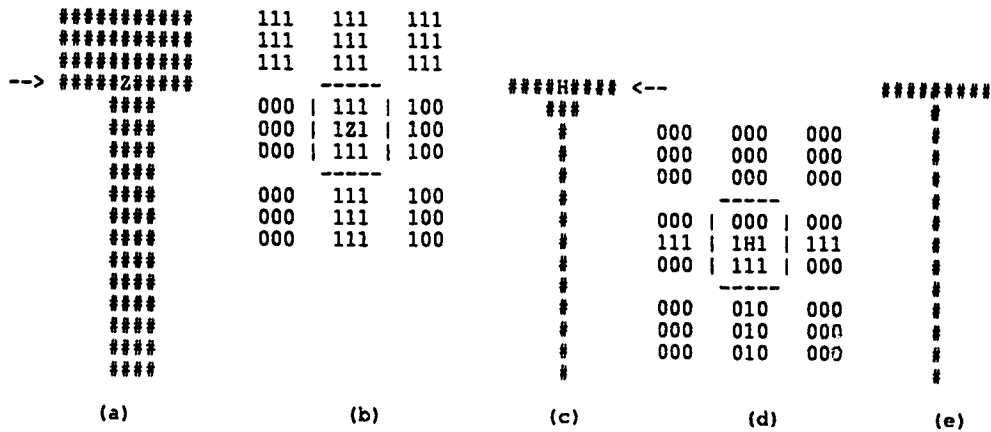 ###########
###########
###########
--> #####Z#####
####
####
####
####
####
####
####
####
####
####
####
####
####
(a)
111 111 111
111 111 111
111 111 111
-----
000 | 111 | 100
000 | 1Z1 | 100
000 | 111 | 100
-----
000 111 100
000 111 100
000 111 100
(b)
####H#### <--
###
#
#
#
#
#
#
#
#
#
#
#
#
(c)
000 000 000
000 000 000
000 000 000
-----
000 | 000 | 000
111 | 1H1 | 111
000 | 111 | 000
-----
000 010 000
000 010 000
000 010 000
(d)
#########
#
#
#
#
#
#
#
#
#
#
#
#
#
(e)